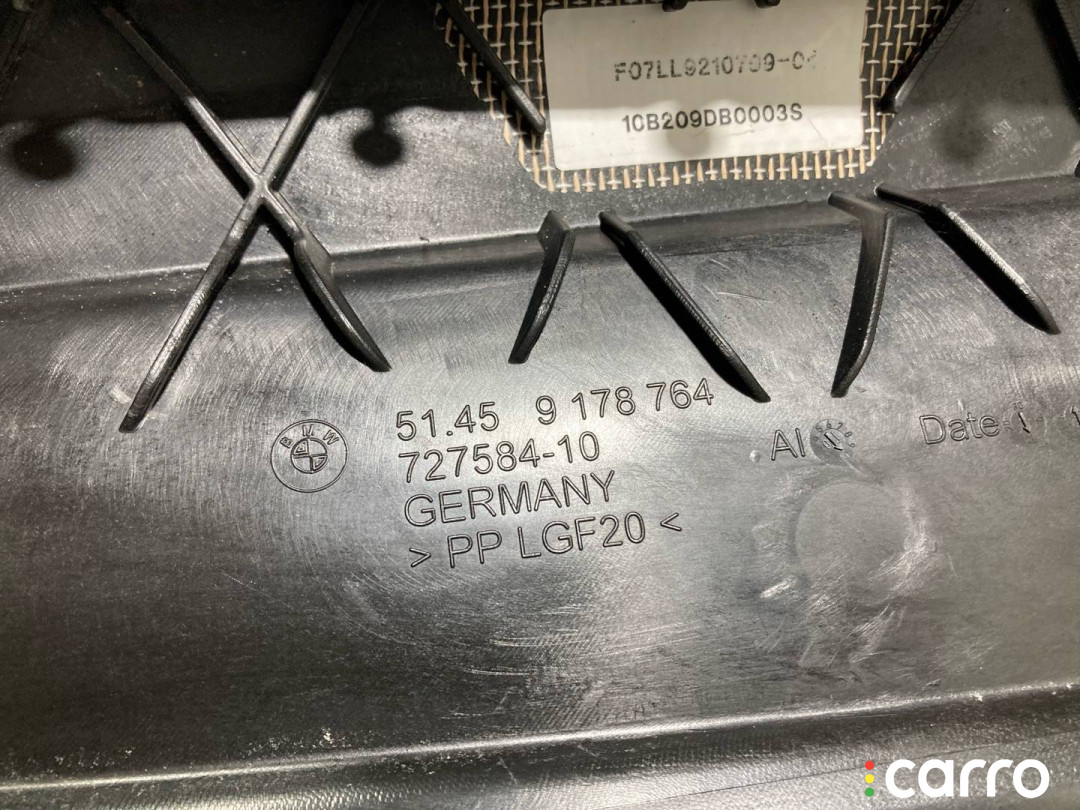 F07LL9210709-04
10B209DB0003S
BMW
51.45 9 178 764
727584-10
GERMANY
> PP LGF20 <
AI
Date
carro